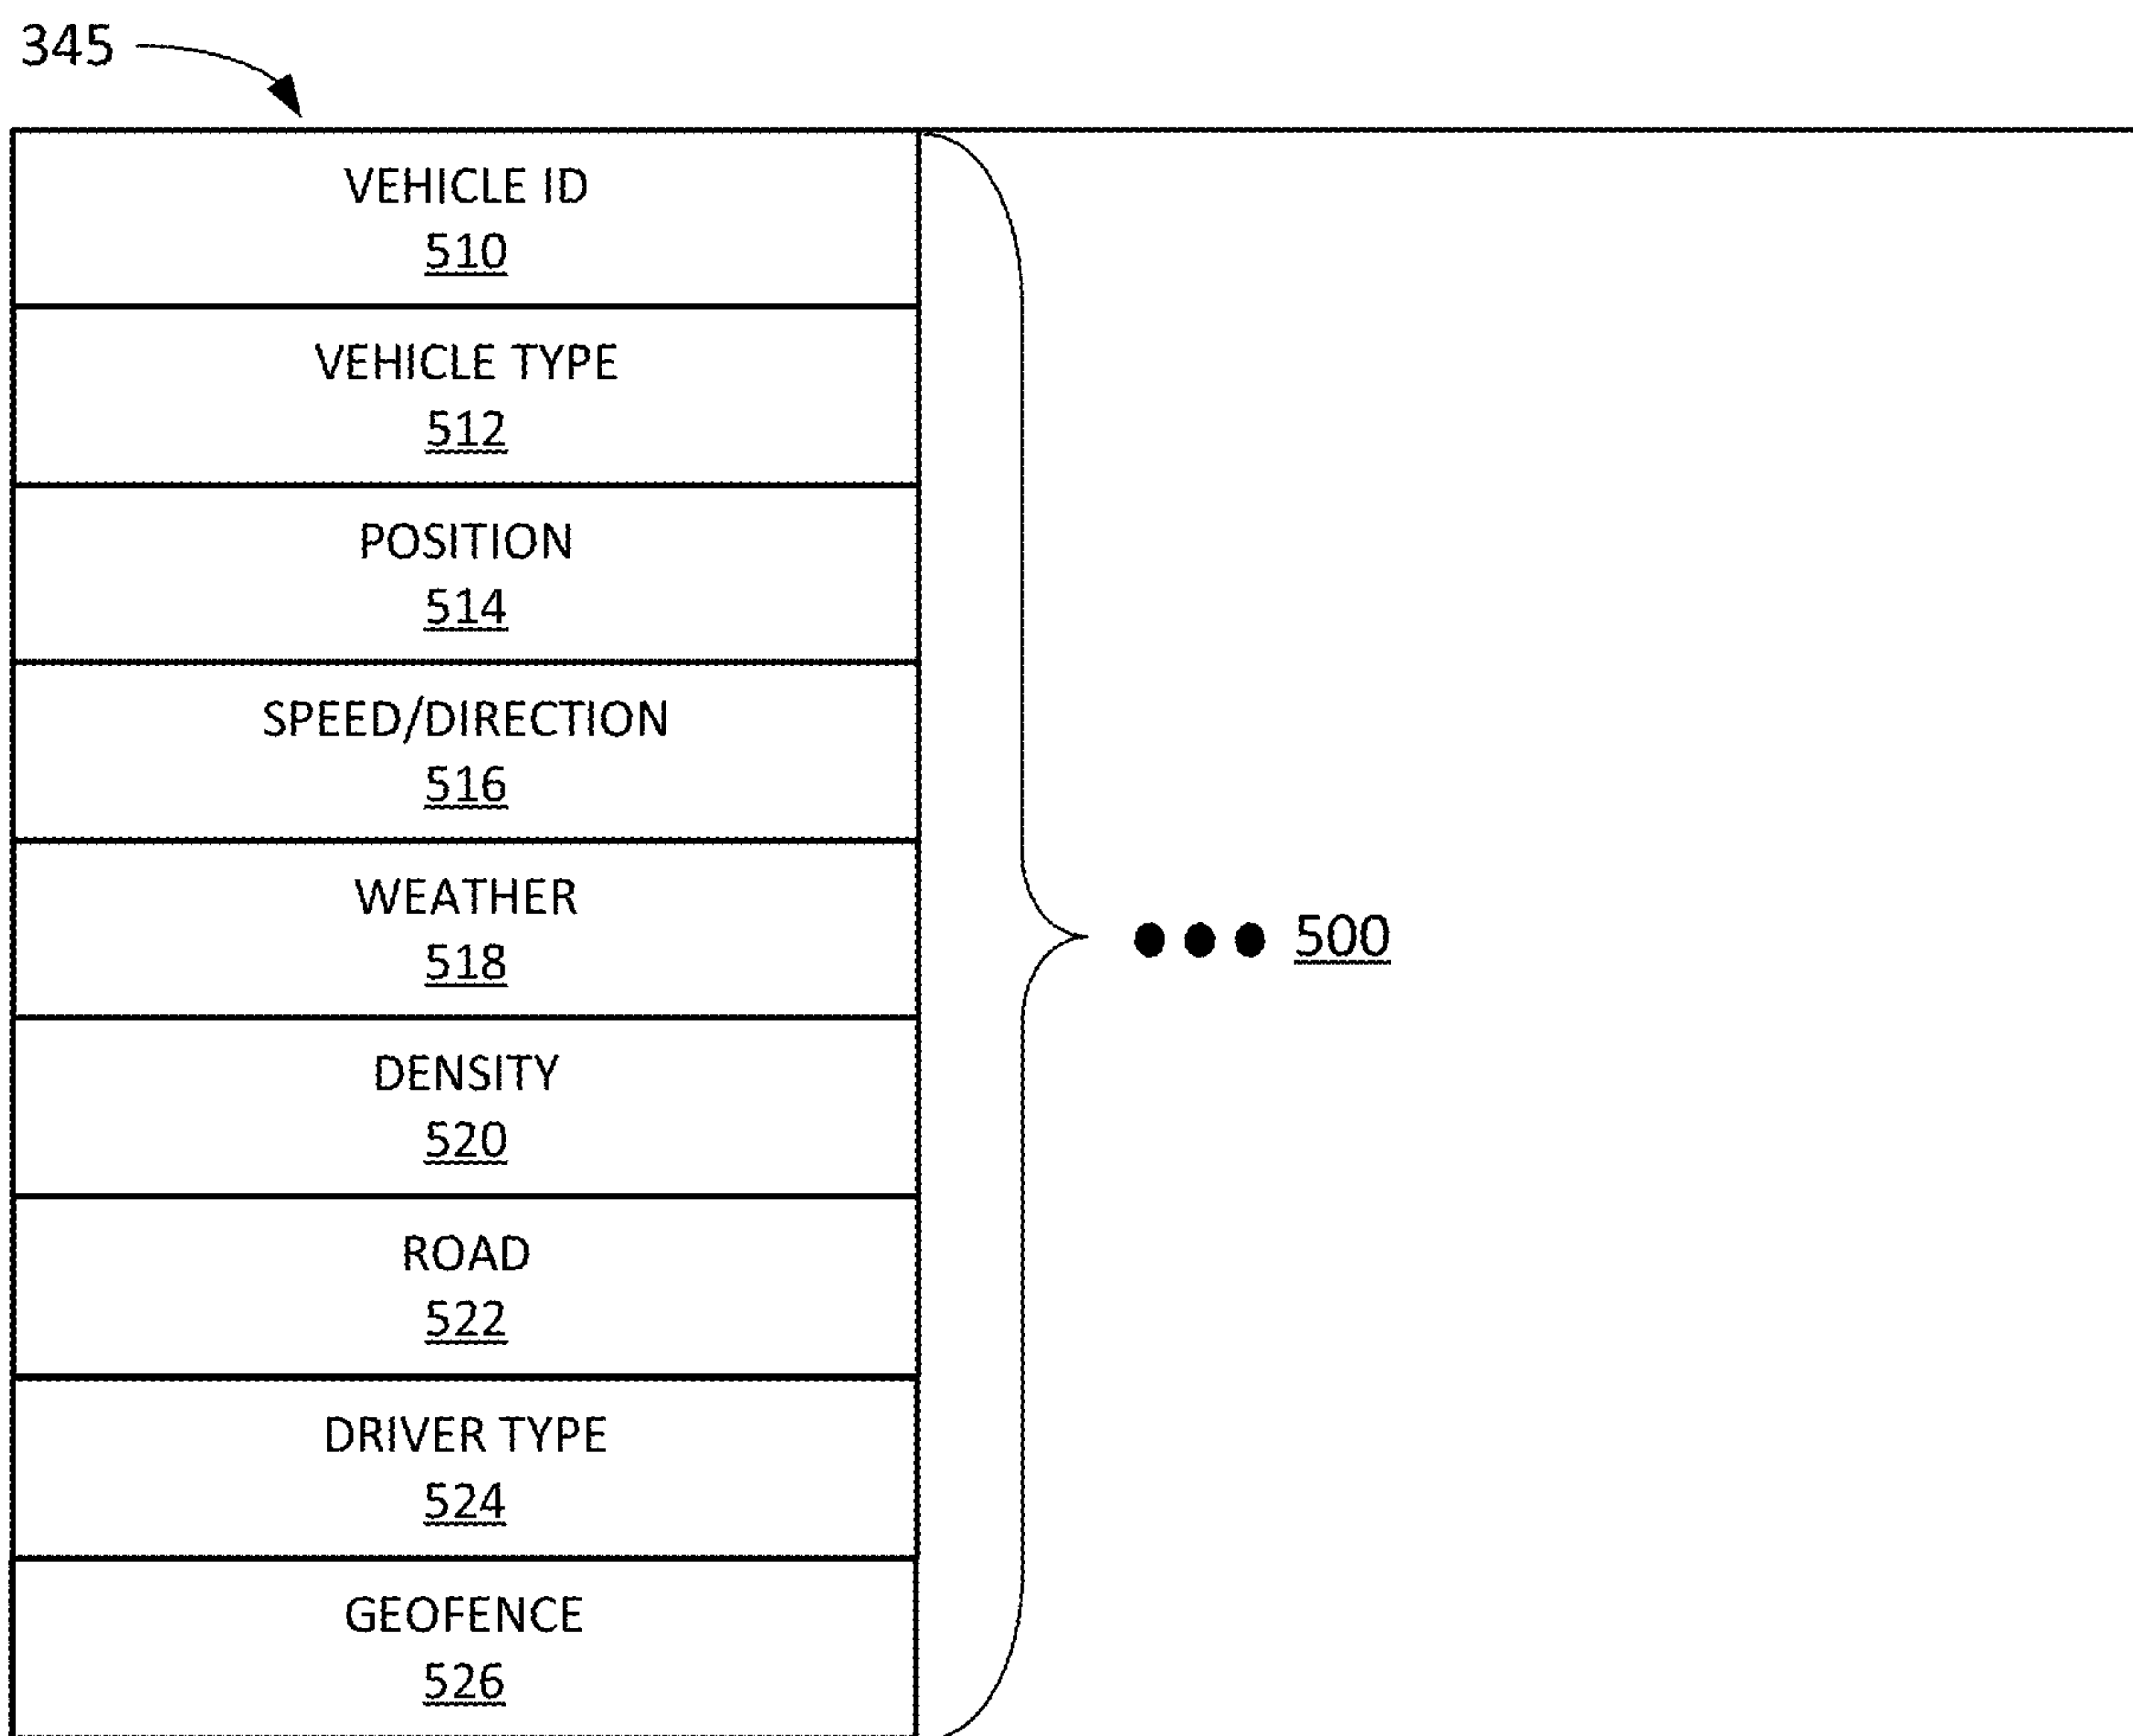 345
VEHICLE ID
510
VEHICLE TYPE
512
POSITION
514
SPEED/DIRECTION
516
WEATHER
518
●●● 500
DENSITY
520
ROAD
522
DRIVER TYPE
524
GEOFENCE
526